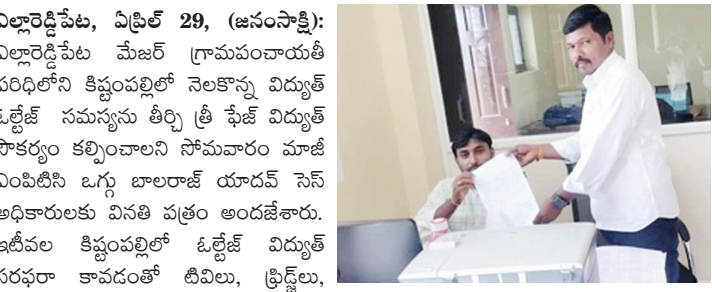 ఎల్లారెడ్డిపేట, ఏప్రిల్ 29, (జనంసాక్షి):
ఎల్లారెడ్డిపేట మేజర్ గ్రామపంచాయతీ
పరిధిలోని కిష్టంపల్లిలో నెలకొన్న విద్యుత్
ఓల్టేజ్ సమస్యను తీర్చి త్రీ ఫేజ్ విద్యుత్
సౌకర్యం కల్పించాలని సోమవారం మాజీ
ఎంపిటిసి ఒగ్గు బాలరాజ్ యాదవ్ సెస్
అధికారులకు వినతి పత్రం అందజేశారు.
ఇటీవల కిష్టంపల్లిలో ఓల్టేజ్ విద్యుత్
సరఫరా కావడంతో టివిలు, ఫ్రిడ్జ్‌లు,